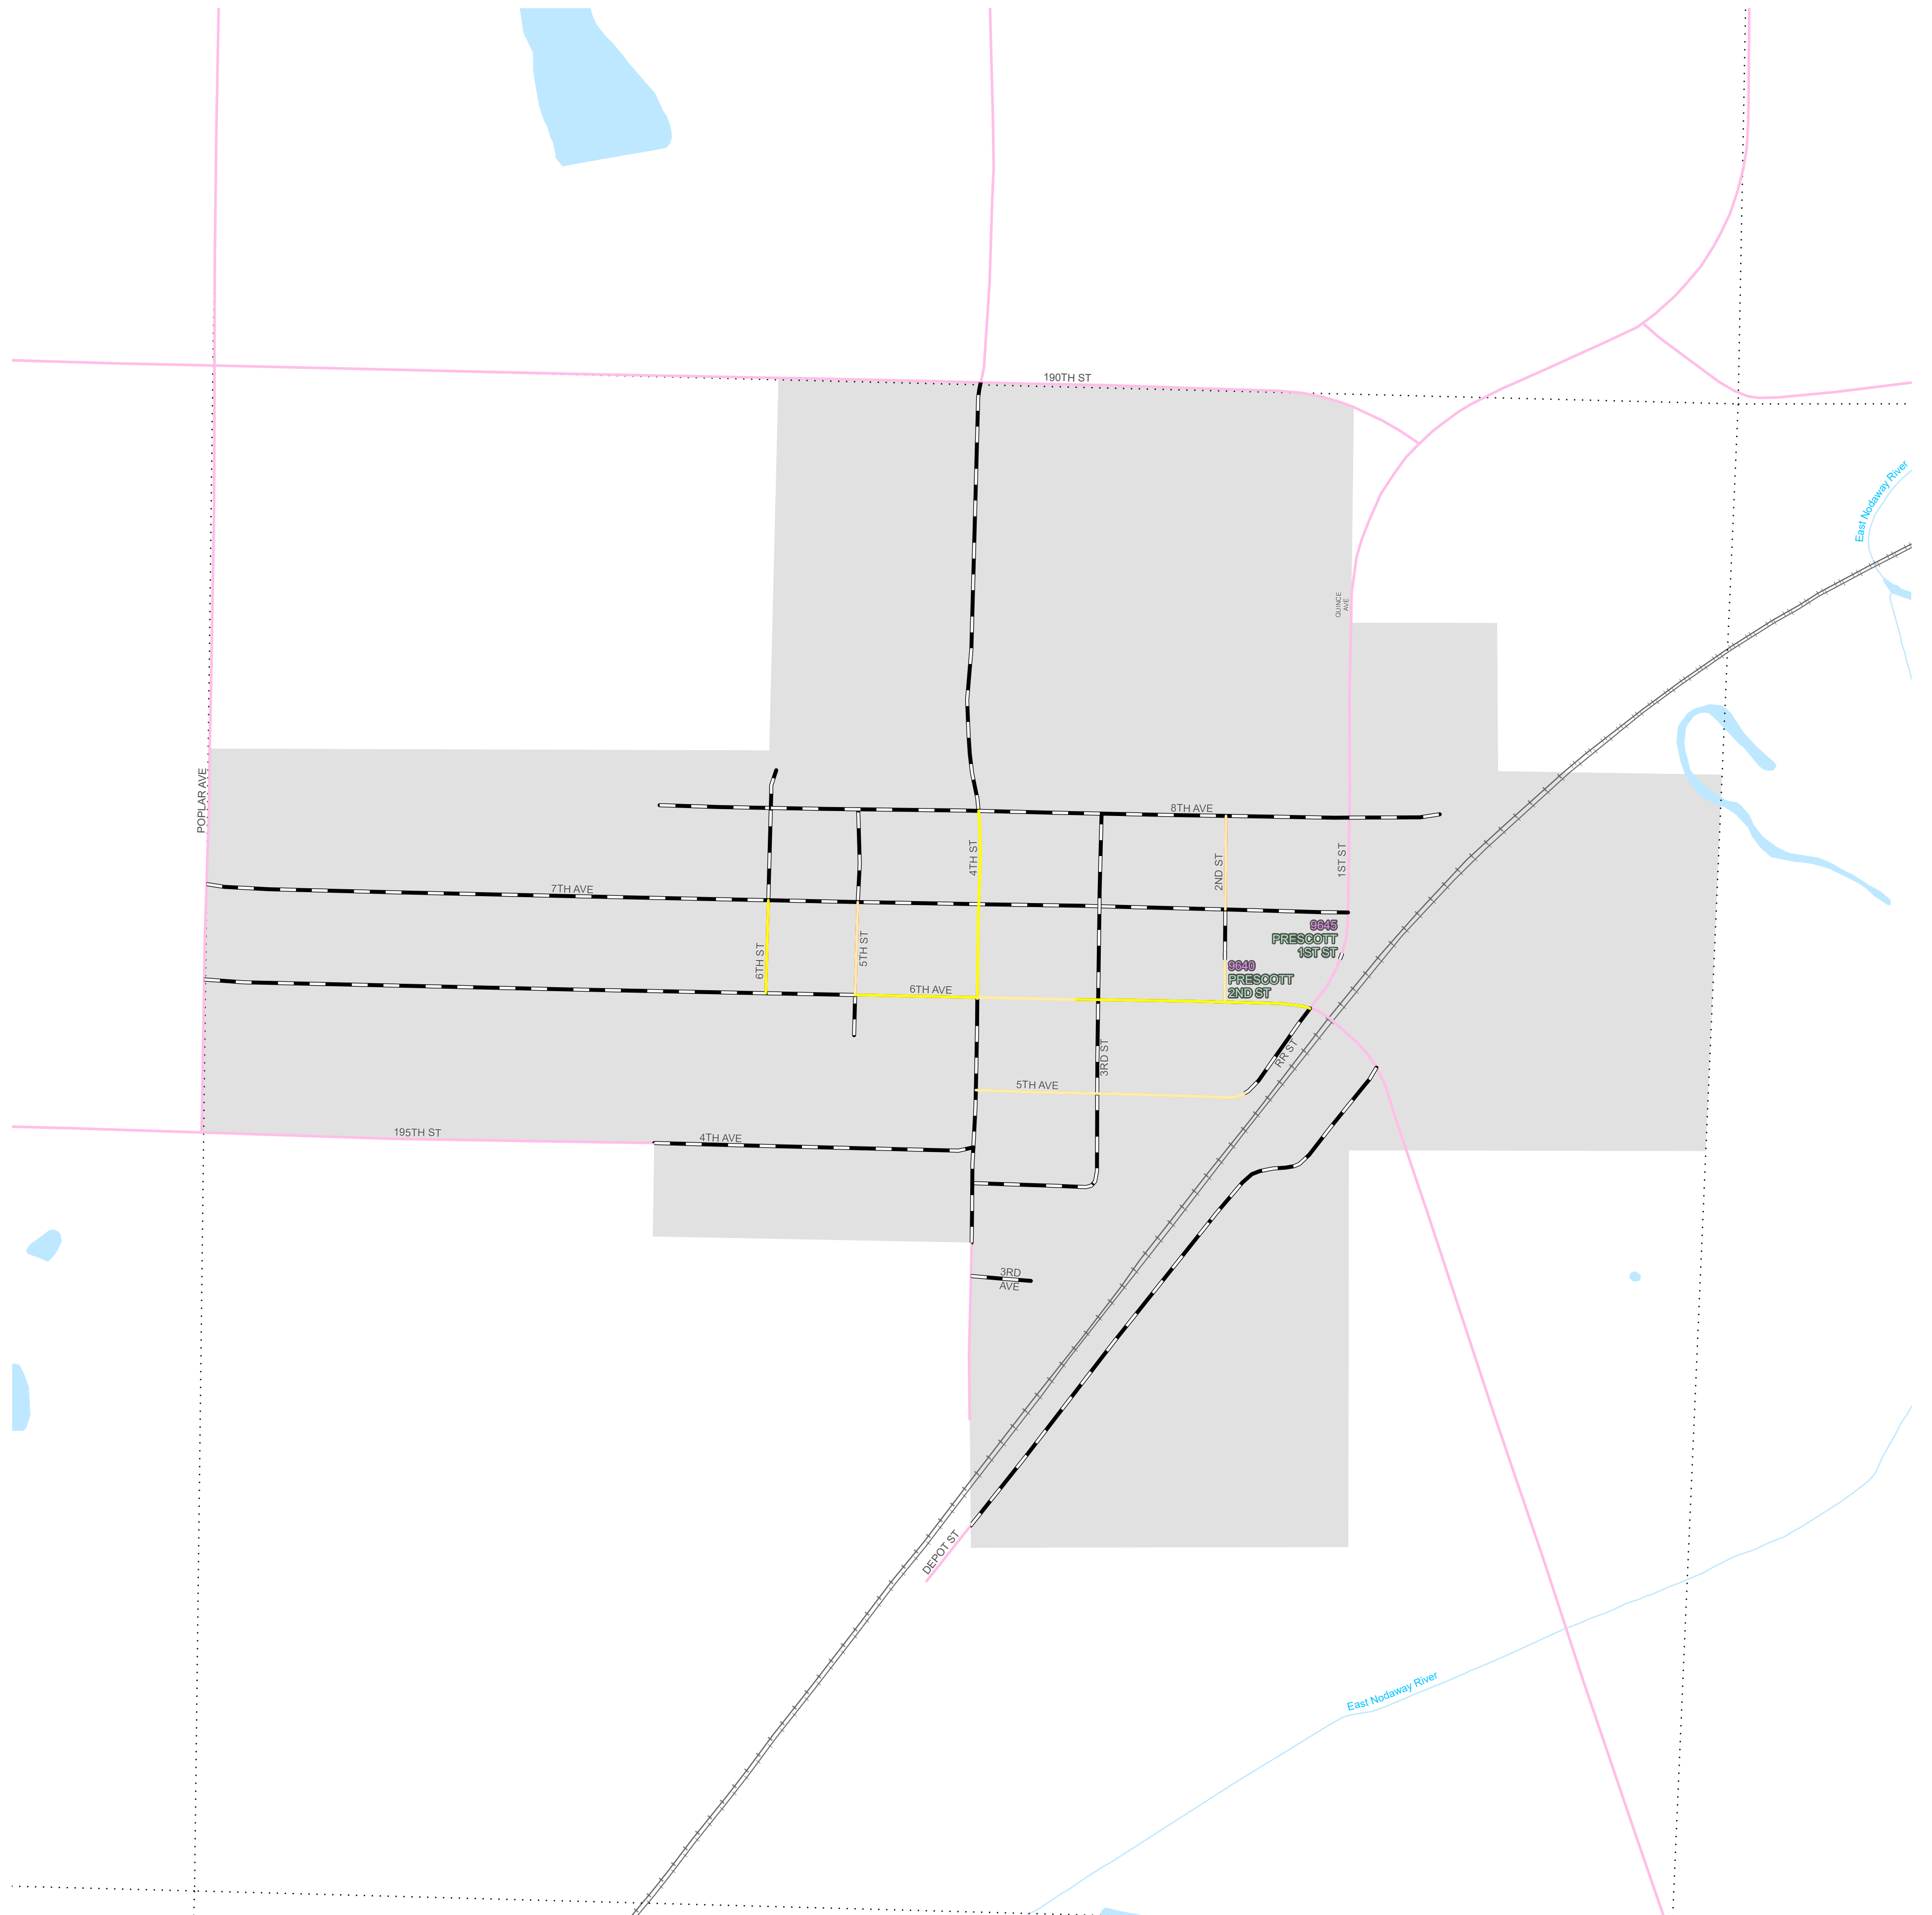 190TH ST
East Nodaway River
QUINCE
AVE
POPLAR AVE
8TH AVE
4TH ST
2ND ST
1ST ST
7TH AVE
9645
PRESCOTT
1ST ST
6TH ST
5TH ST
9640
PRESCOTT
2ND ST
6TH AVE
3RD ST
RR ST
5TH AVE
195TH ST
4TH AVE
3RD
AVE
DEPOT ST
East Nodaway River